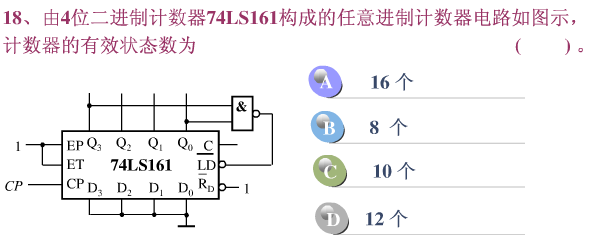 18、由4位二进制计数器74LS161构成的任意进制计数器电路如图示，
计数器的有效状态数为 （ ）。
A 16 个
B 8 个
C 10 个
D 12 个
&
1 EP Q3 Q2 Q1 Q0 C
ET 74LS161 LD
CP CP D3 D2 D1 D0 RD 1